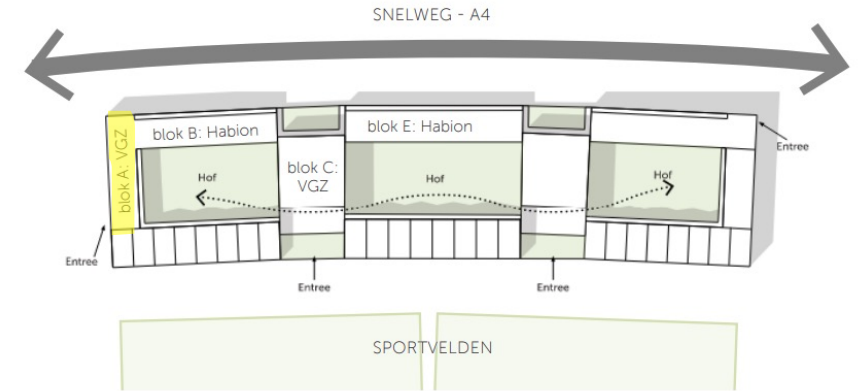 SNELWEG - A4
blok A: VGZ
blok B: Habion
blok E: Habion
Entree
Hof
blok C:
VGZ
Hof
Hof
Entree
Entree
Entree
SPORTVELDEN